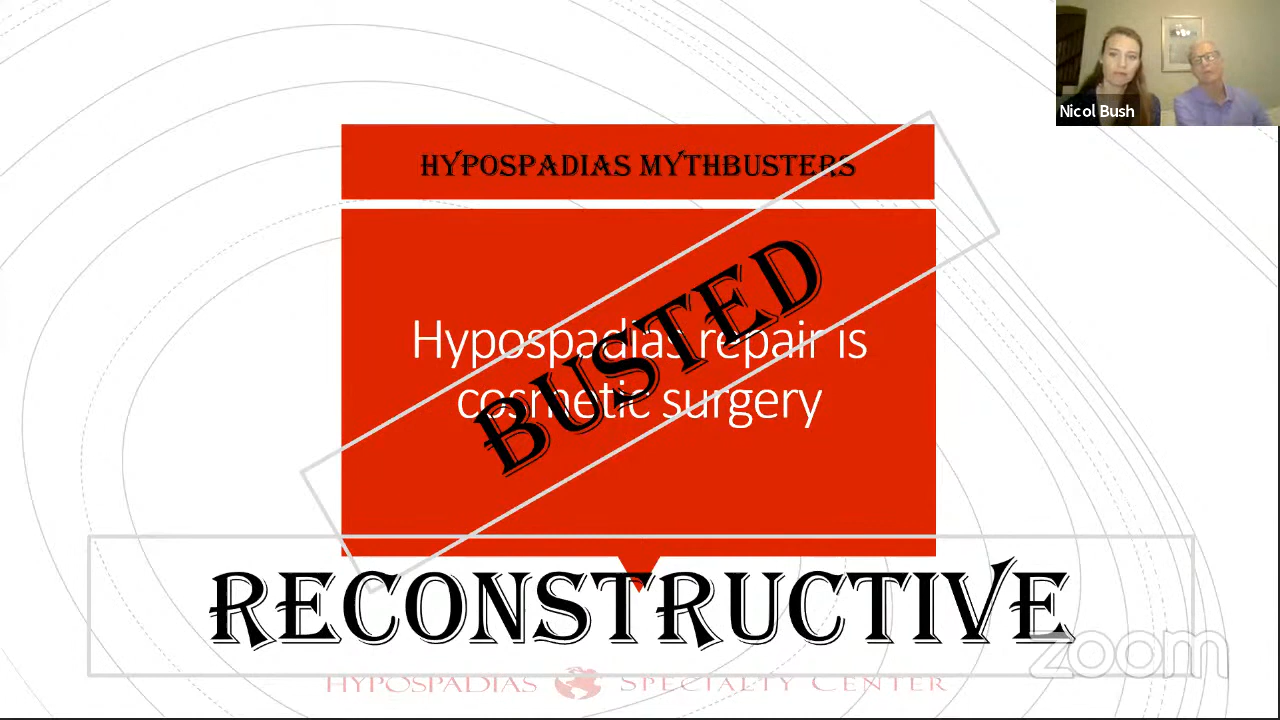 Nicol Bush
HYPOSPADIAS MYTHBUSTERS
Hypospadias repair is
cosmetic surgery
BUSTED
RECONSTRUCTIVE
zoom
HYPOSPADIAS SPECIALTY CENTER